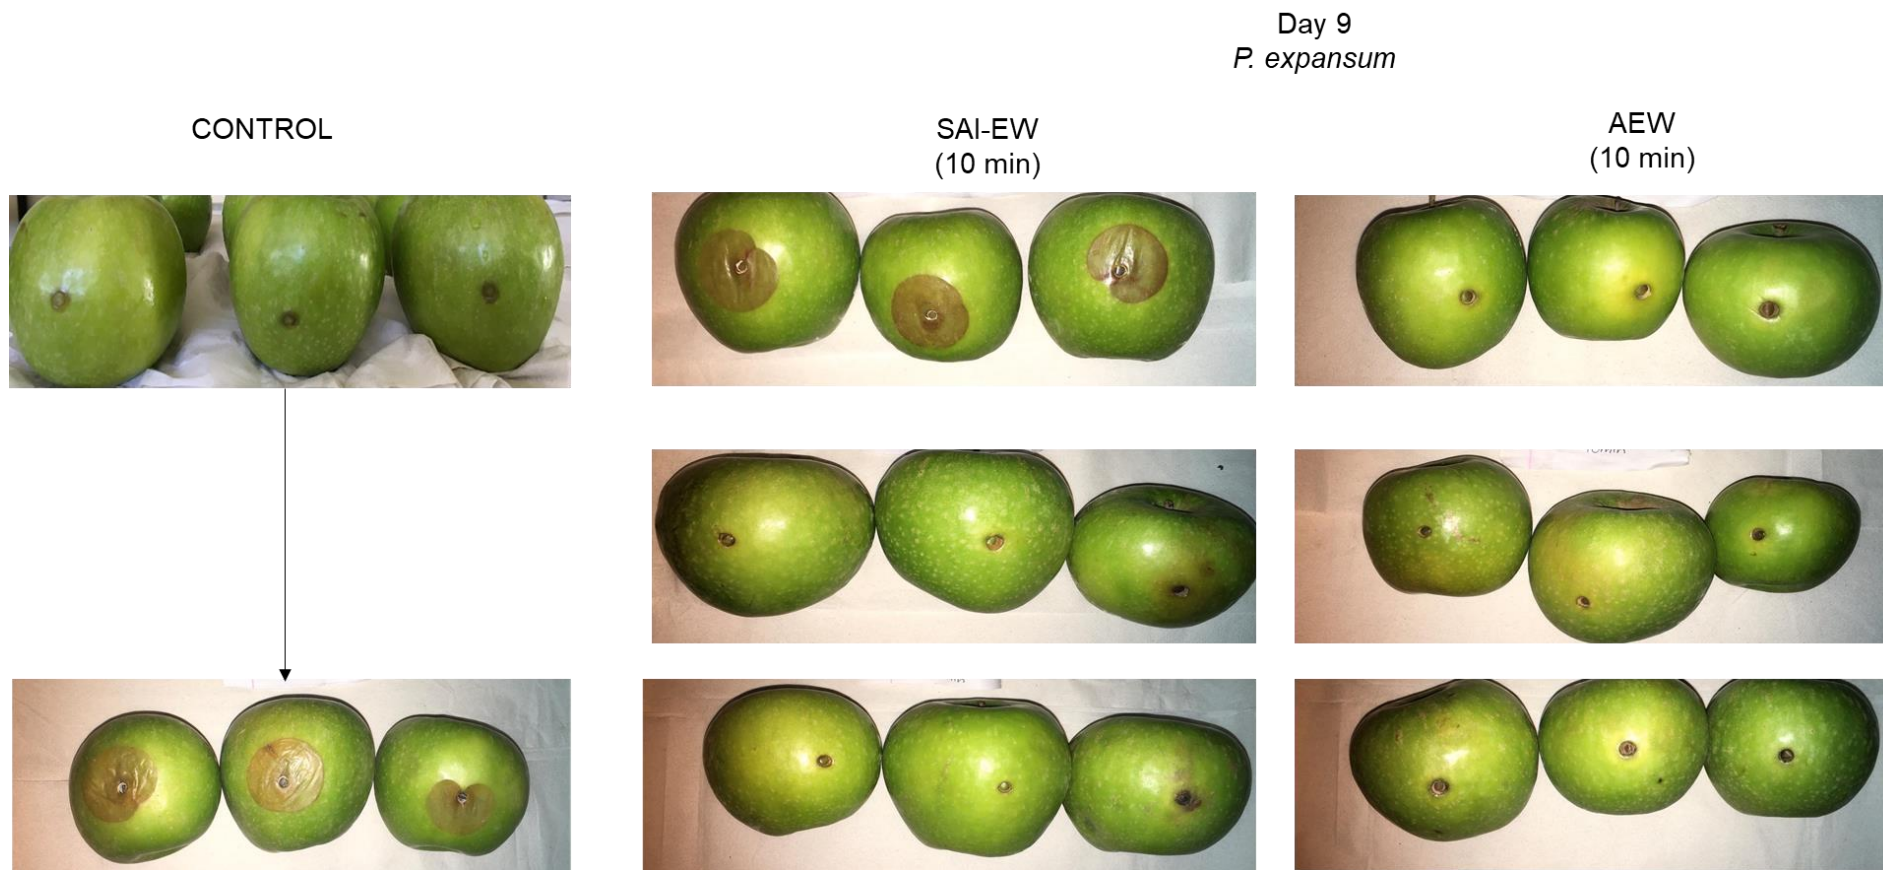 Day 9
P. expansum
CONTROL
SAI-EW
(10 min)
AEW
(10 min)